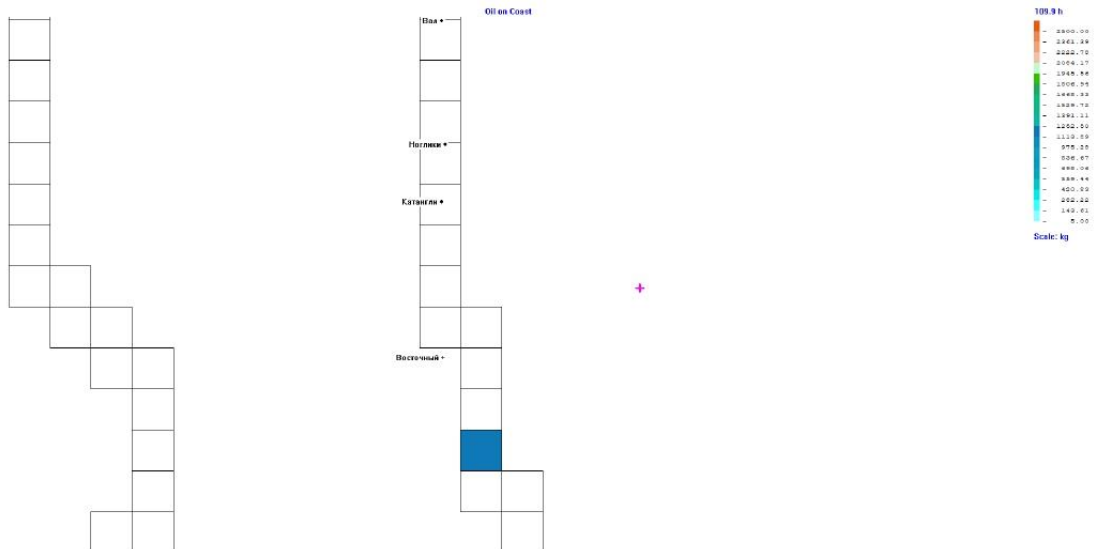 Oil on Coast
109.9 h
Вал
Ноглики
Катангли
Восточный
2500.00
2361.39
2222.78
2084.17
1945.56
1806.94
1668.33
1529.72
1391.11
1252.50
1113.89
975.28
836.67
698.06
559.44
420.83
282.22
143.61
5.00
Scale: kg